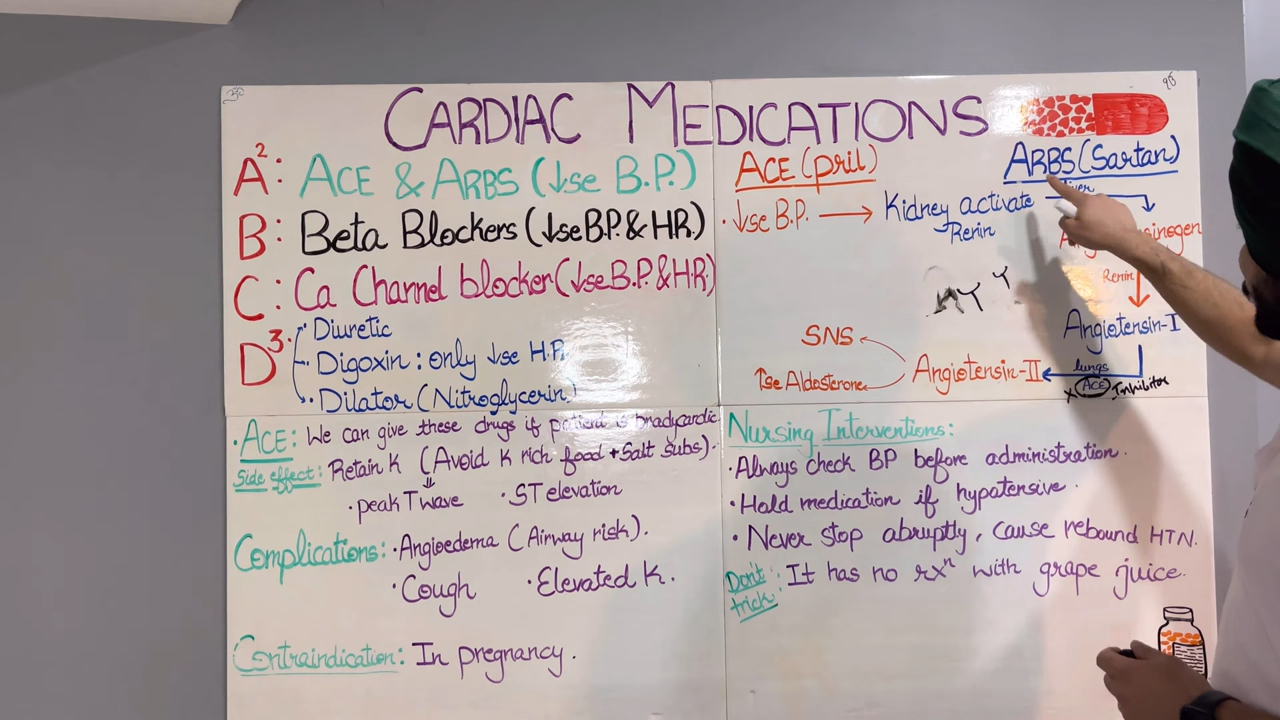 CARDIAC MEDICATIONS
A²: ACE & ARBS (↓se B.P.)
B: Beta Blockers (↓se B.P. & HR.)
C: Ca Channel blocker (↓se B.P. & HR)
D³. · Diuretic
- Digoxin : only ↓se H.R.
· Dilator (Nitroglycerin)
ACE (pril)
ARBS (Sartan)
· ↓se B.P. → Kidney activate
Renin
Renin
Angiotensin-I
lungs
x ACE Inhibitor
Angiotensin-II
SNS
↑se Aldosterone
· ACE: We can give these drugs if patient is bradycardic
Side effect: Retain K (Avoid K rich food + Salt subs).
· peak T wave · ST elevation
Complications: · Angioedema (Airway risk).
· Cough · Elevated K.
Contraindication: In pregnancy.
Nursing Interventions:
· Always check BP before administration.
· Hold medication if hypotensive.
· Never stop abruptly, cause rebound HTN.
Don't trick: It has no rxⁿ with grape juice.